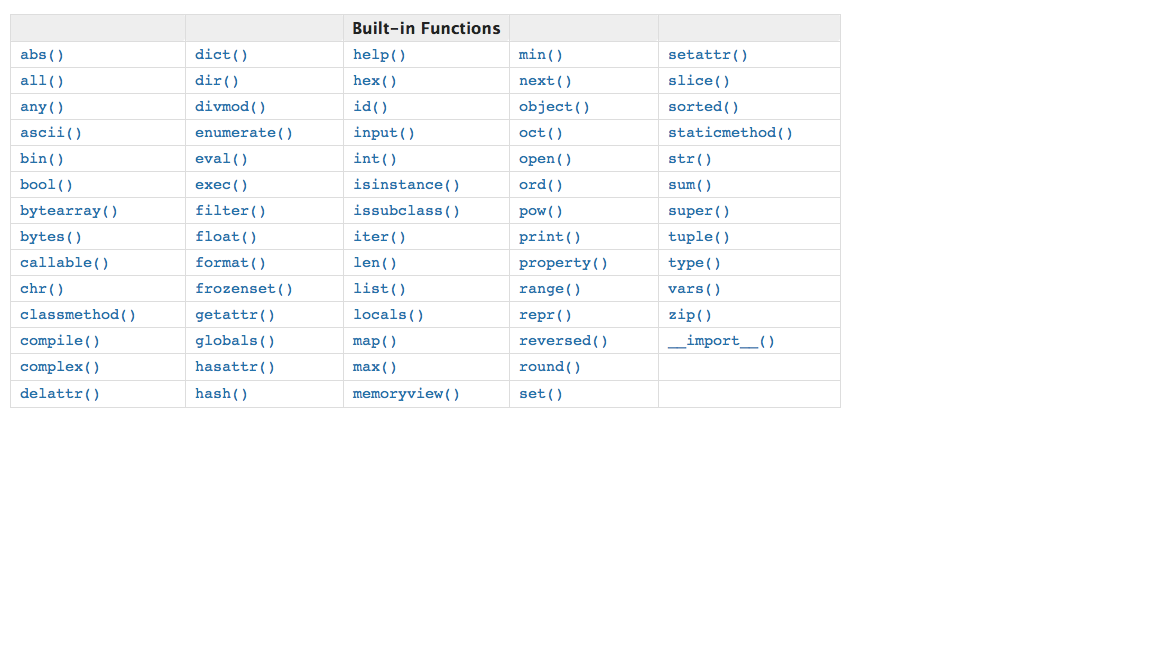 Built-in Functions
abs() dict() help() min() setattr()
all() dir() hex() next() slice()
any() divmod() id() object() sorted()
ascii() enumerate() input() oct() staticmethod()
bin() eval() int() open() str()
bool() exec() isinstance() ord() sum()
bytearray() filter() issubclass() pow() super()
bytes() float() iter() print() tuple()
callable() format() len() property() type()
chr() frozenset() list() range() vars()
classmethod() getattr() locals() repr() zip()
compile() globals() map() reversed() __import__()
complex() hasattr() max() round()
delattr() hash() memoryview() set()